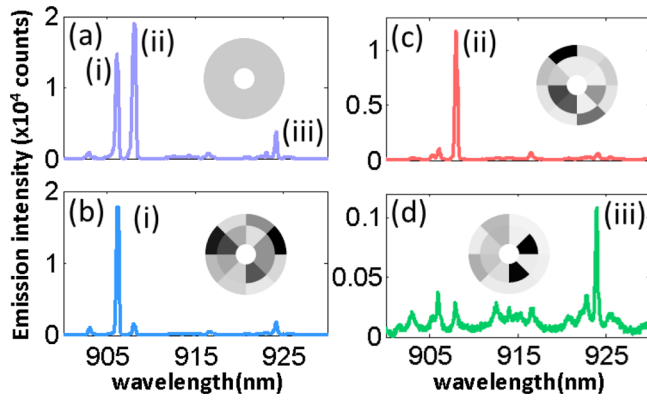 Emission intensity (x10⁴ counts)
2
(a)
(ii)
(i)
1
(iii)
0
1
(c)
(ii)
0.5
0
2
(b)
(i)
1
0
905 915 925
wavelength(nm)
0.1
(d)
(iii)
0.05
0
905 915 925
wavelength(nm)